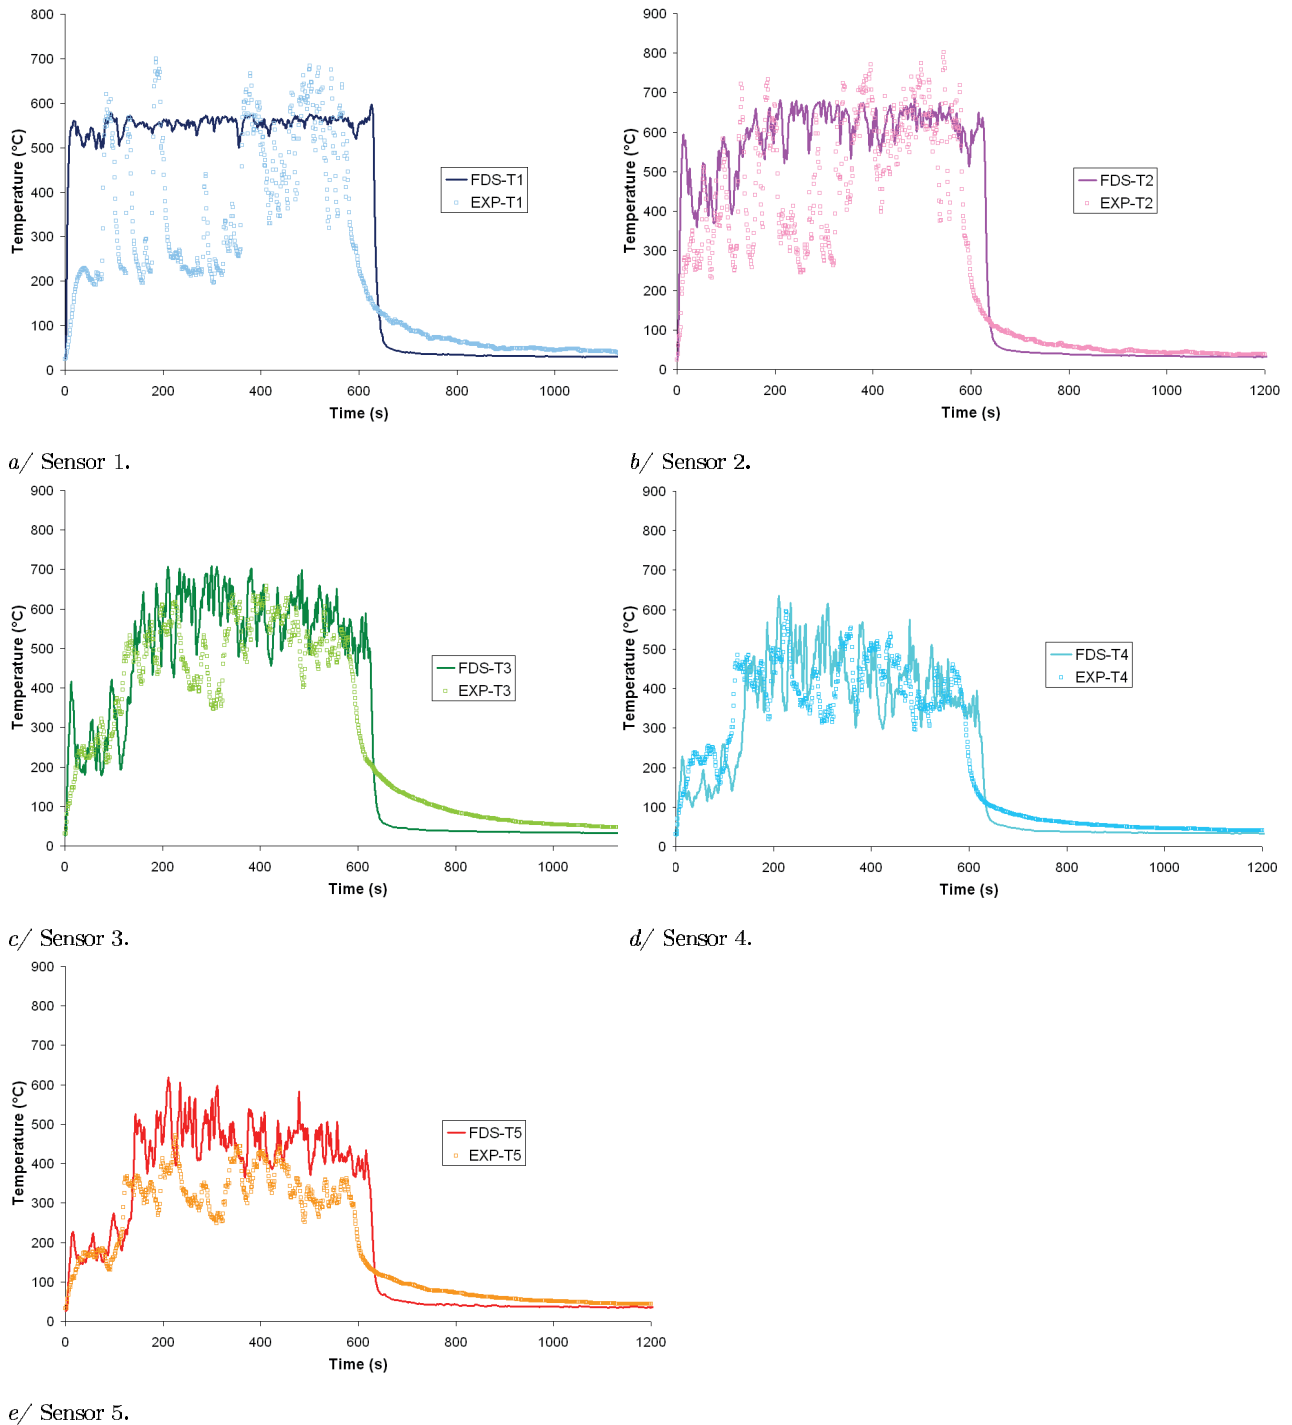 800
700
600
500
400
300
200
100
0
Temperature (°C)
0 200 400 600 800 1000
Time (s)
FDS-T1
EXP-T1
a/ Sensor 1.
900
800
700
600
500
400
300
200
100
0
Temperature (°C)
0 200 400 600 800 1000 1200
Time (s)
FDS-T2
EXP-T2
b/ Sensor 2.
900
800
700
600
500
400
300
200
100
0
Temperature (°C)
0 200 400 600 800 1000
Time (s)
FDS-T3
EXP-T3
c/ Sensor 3.
900
800
700
600
500
400
300
200
100
0
Temperature (°C)
0 200 400 600 800 1000 1200
Time (s)
FDS-T4
EXP-T4
d/ Sensor 4.
900
800
700
600
500
400
300
200
100
0
Temperature (°C)
0 200 400 600 800 1000 1200
Time (s)
FDS-T5
EXP-T5
e/ Sensor 5.